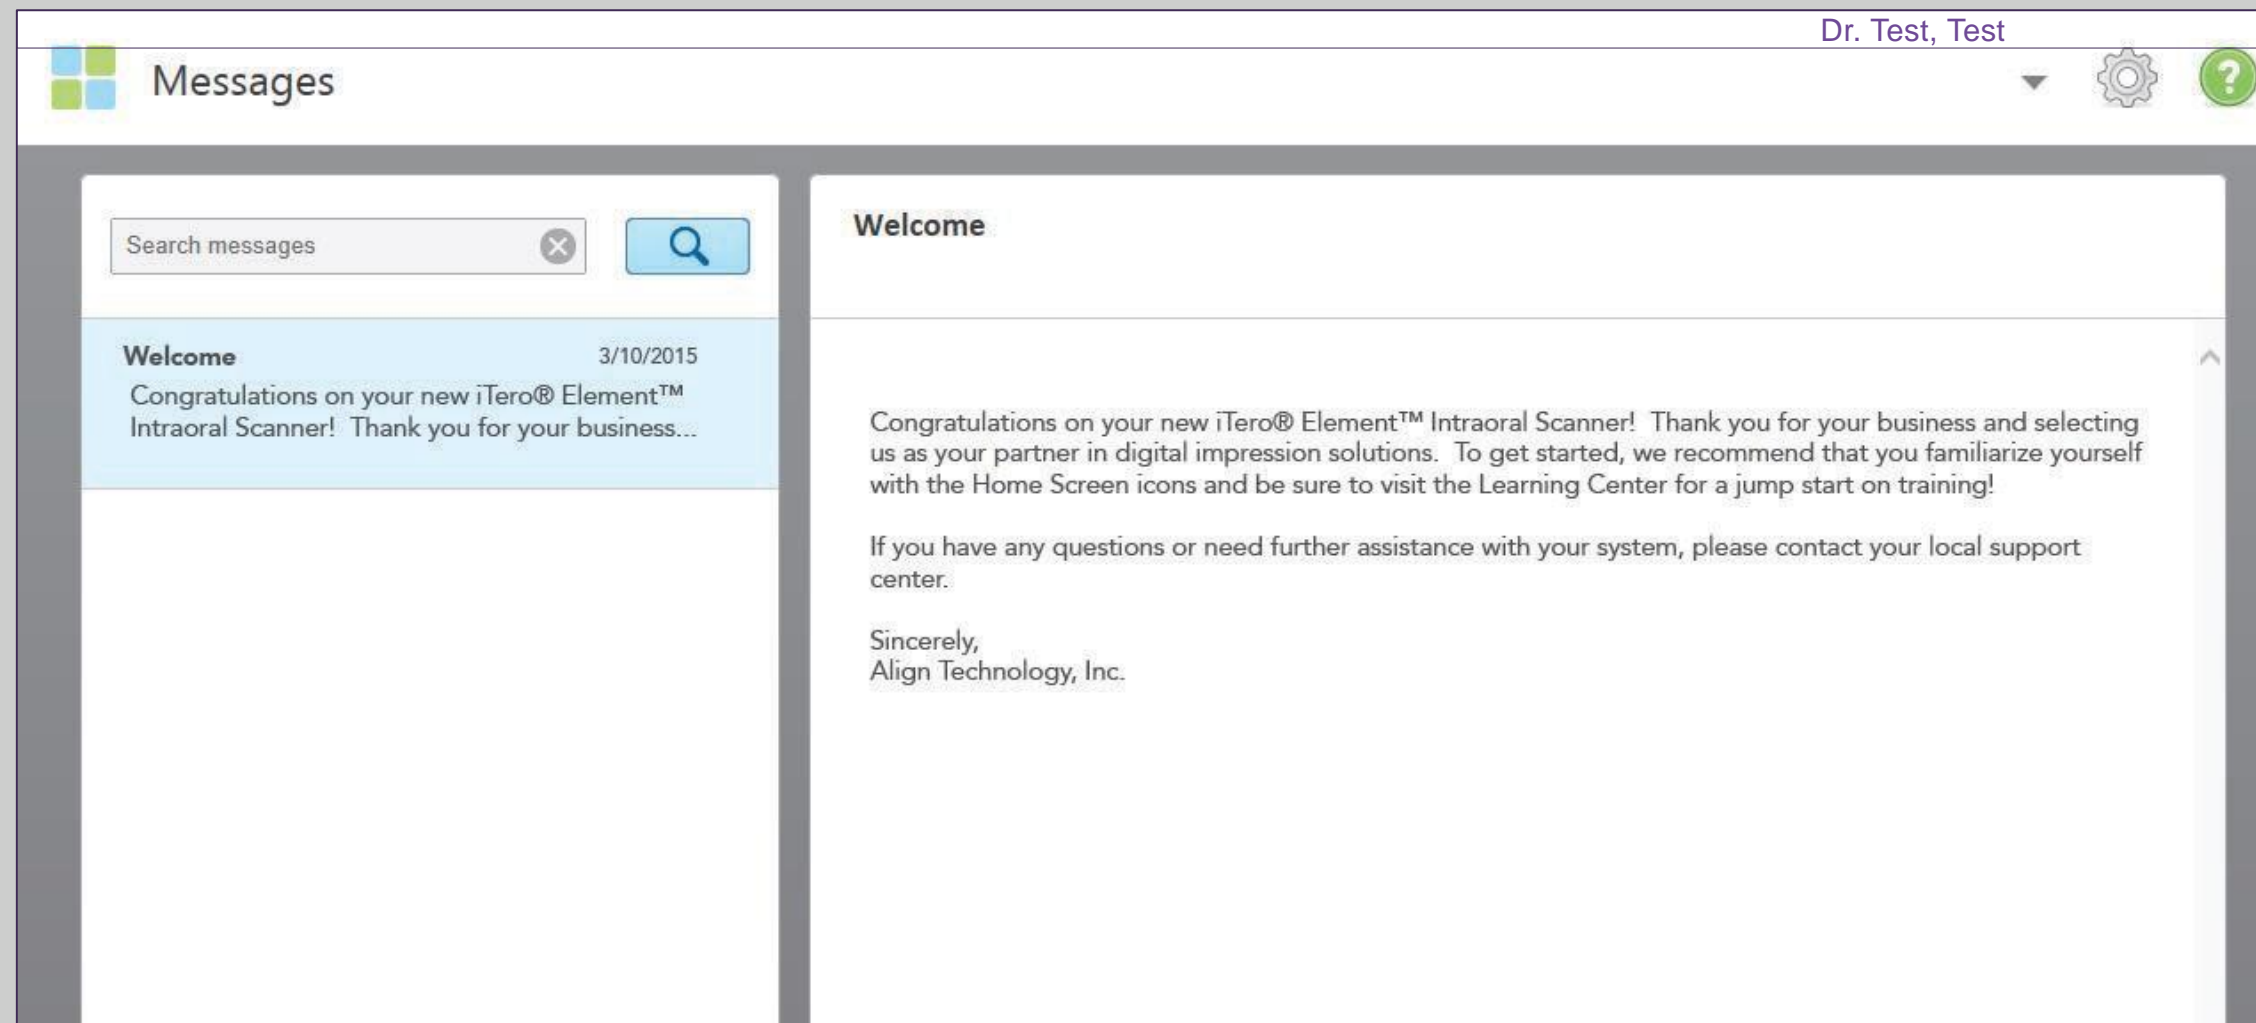 Dr. Test, Test
Messages
?
Search messages
Welcome 3/10/2015
Congratulations on your new iTero® Element™
Intraoral Scanner!  Thank you for your business...
Welcome
Congratulations on your new iTero® Element™ Intraoral Scanner!  Thank you for your business and selecting
us as your partner in digital impression solutions.  To get started, we recommend that you familiarize yourself
with the Home Screen icons and be sure to visit the Learning Center for a jump start on training!
If you have any questions or need further assistance with your system, please contact your local support
center.
Sincerely,
Align Technology, Inc.